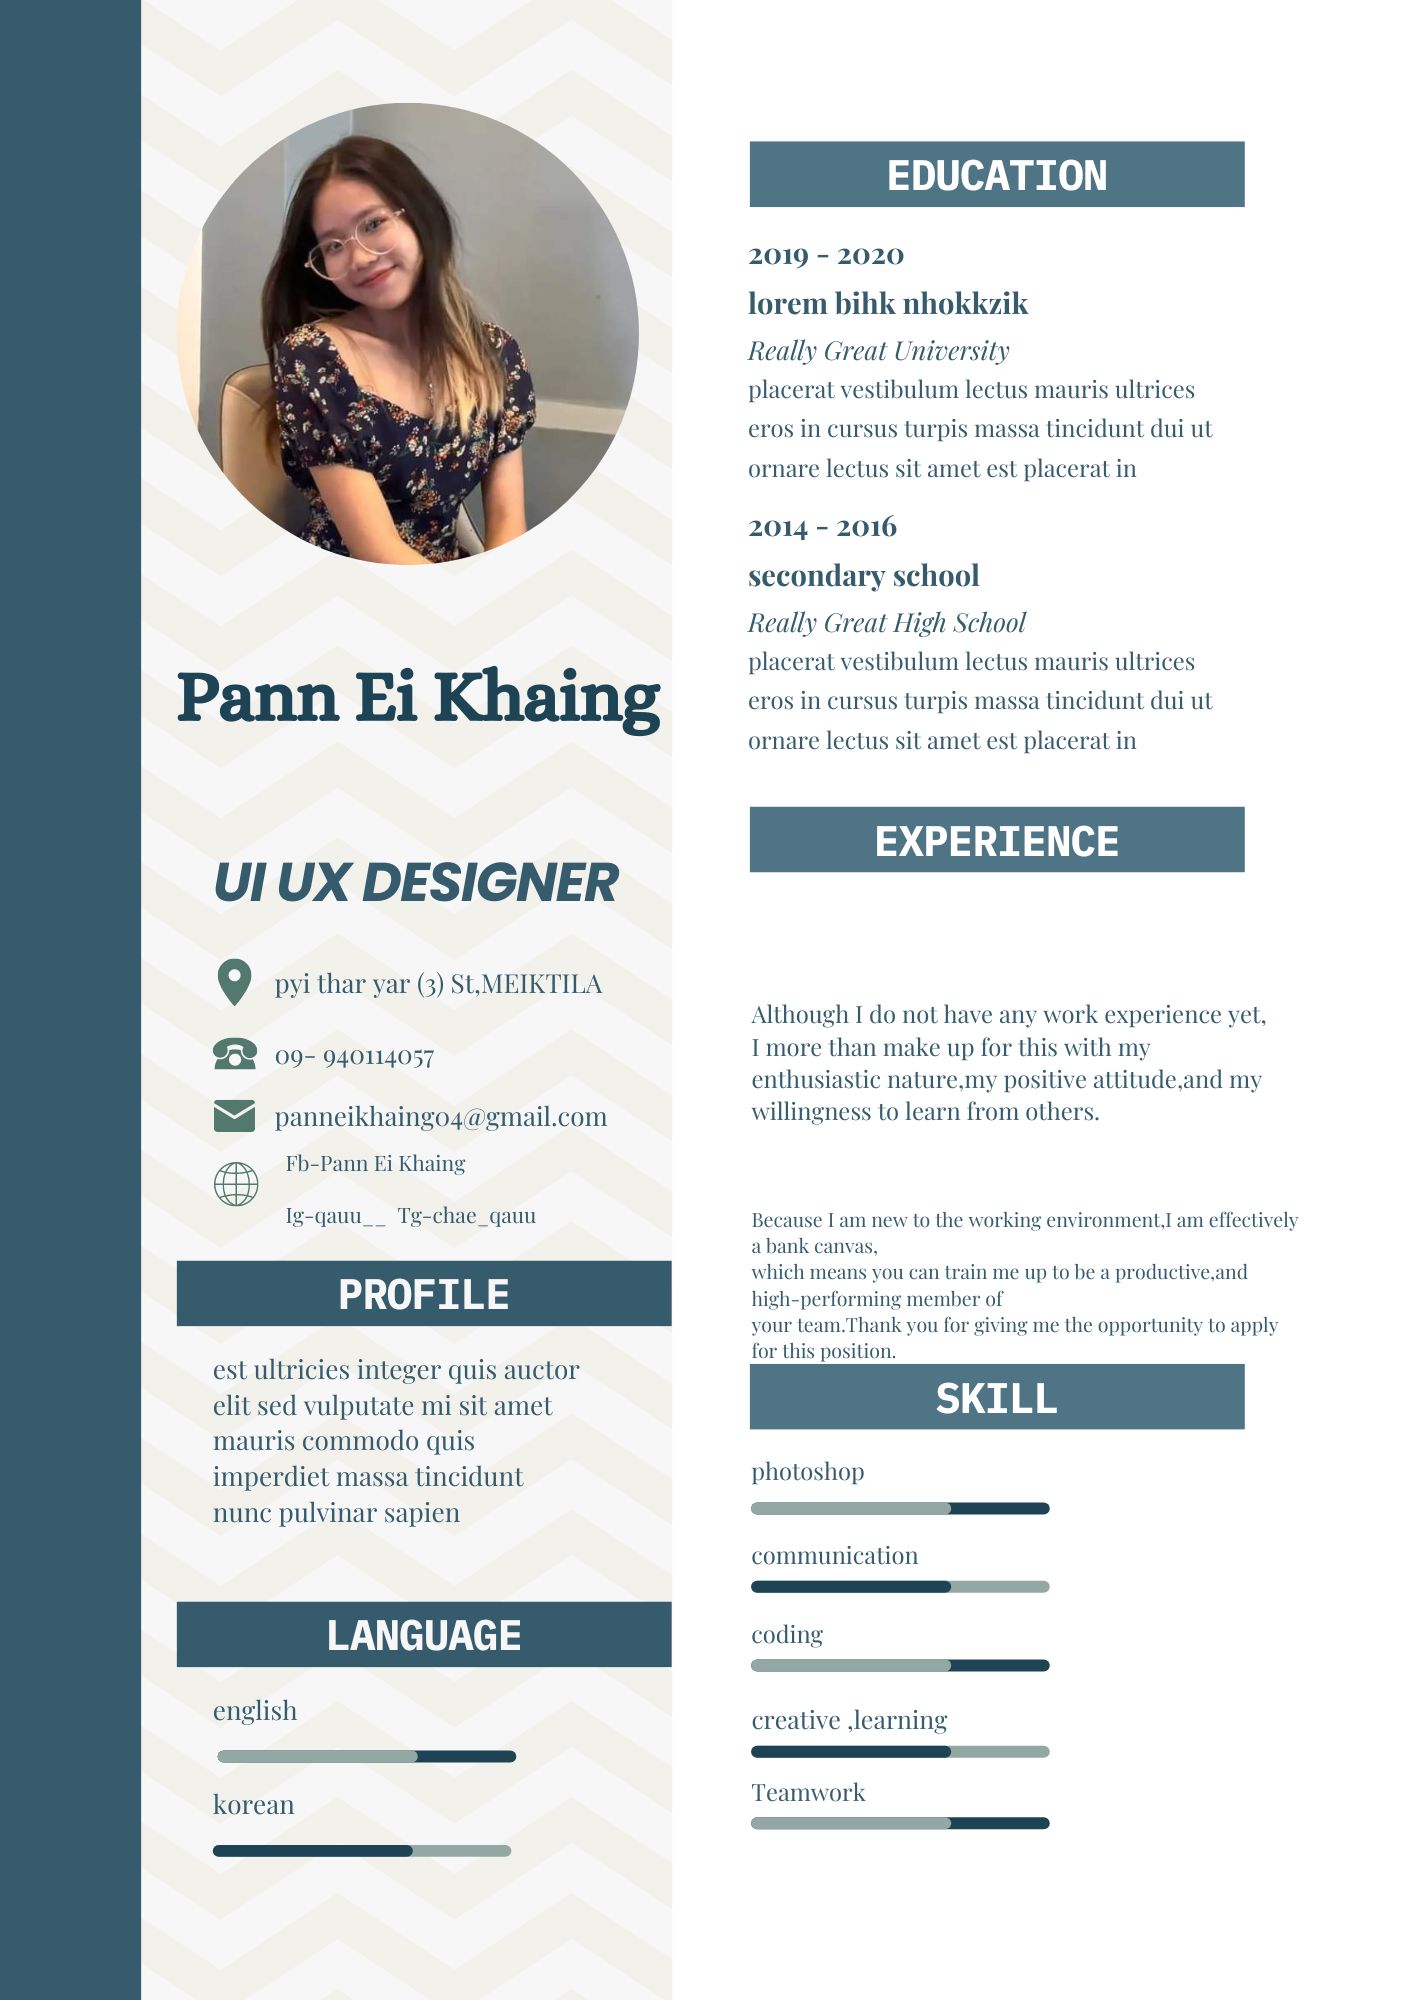 Pann Ei Khaing
UI UX DESIGNER
pyi thar yar (3) St,MEIKTILA
09- 940114057
panneikhaing04@gmail.com
Fb-Pann Ei Khaing
Ig-qauu__  Tg-chae_qauu
PROFILE
est ultricies integer quis auctor
elit sed vulputate mi sit amet
mauris commodo quis
imperdiet massa tincidunt
nunc pulvinar sapien
LANGUAGE
english
korean
EDUCATION
2019 - 2020
lorem bihk nhokkzik
Really Great University
placerat vestibulum lectus mauris ultrices
eros in cursus turpis massa tincidunt dui ut
ornare lectus sit amet est placerat in
2014 - 2016
secondary school
Really Great High School
placerat vestibulum lectus mauris ultrices
eros in cursus turpis massa tincidunt dui ut
ornare lectus sit amet est placerat in
EXPERIENCE
Although I do not have any work experience yet,
I more than make up for this with my
enthusiastic nature,my positive attitude,and my
willingness to learn from others.
Because I am new to the working environment,I am effectively
a bank canvas,
which means you can train me up to be a productive,and
high-performing member of
your team.Thank you for giving me the opportunity to apply
for this position.
SKILL
photoshop
communication
coding
creative ,learning
Teamwork